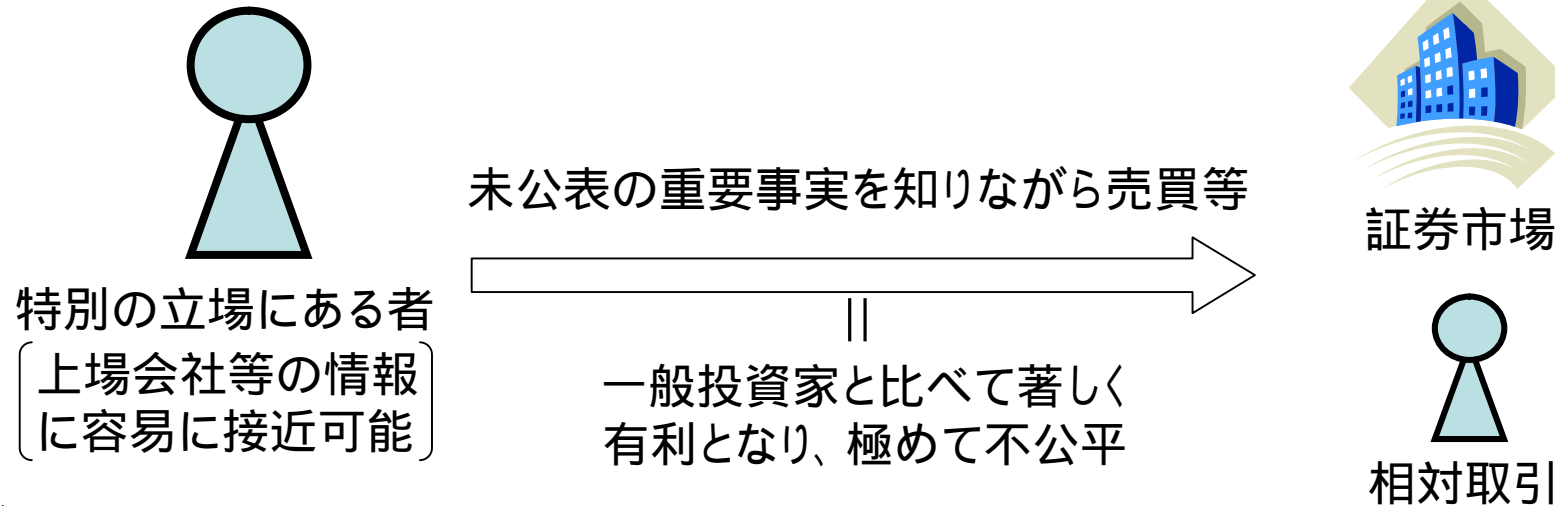 未公表の重要事実を知りながら売買等
証券市場
特別の立場にある者
上場会社等の情報
に容易に接近可能
||
一般投資家と比べて著しく
有利となり、極めて不公平
相対取引